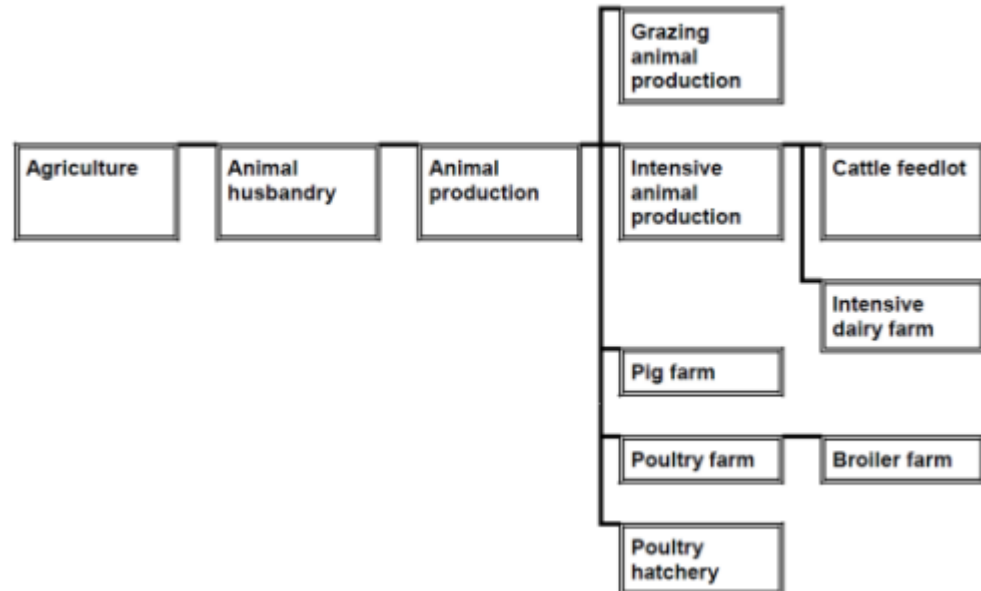 Grazing
animal
production
Agriculture
Animal
husbandry
Animal
production
Intensive
animal
production
Cattle feedlot
Intensive
dairy farm
Pig farm
Poultry farm
Broiler farm
Poultry
hatchery